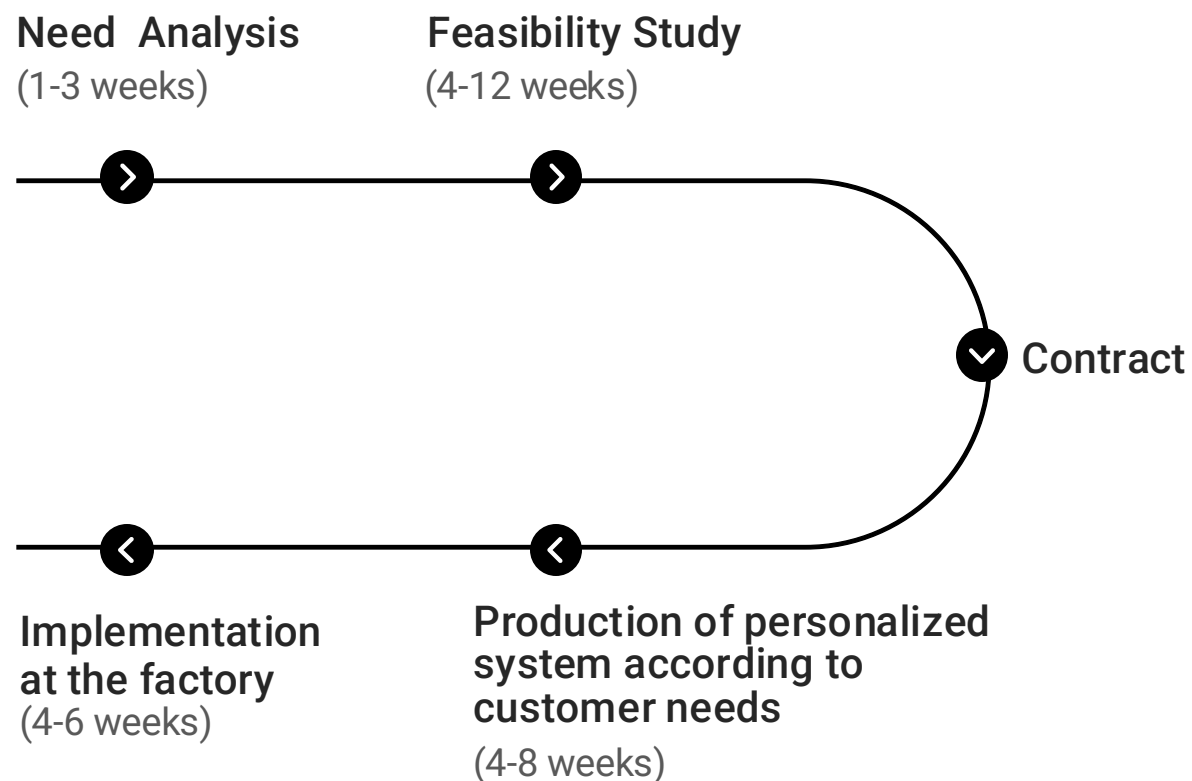 Need Analysis
(1-3 weeks)
Feasibility Study
(4-12 weeks)
Contract
Production of personalized
system according to
customer needs
(4-8 weeks)
Implementation
at the factory
(4-6 weeks)